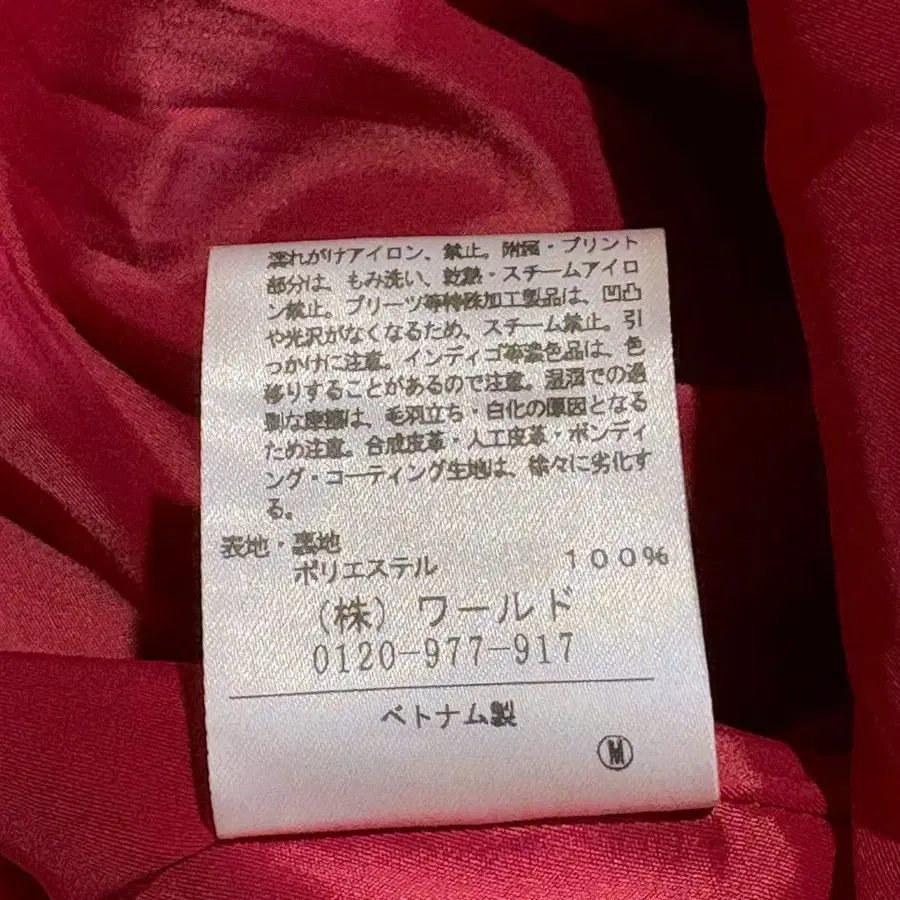 濡れがけアイロン、禁止。附図・プリント
部分は、もみ洗い、乾熱・スチームアイロ
ン禁止。プリーツ等特殊加工製品は、凹凸
や光沢がなくなるため、スチーム禁止。引
っかけに注意。インディゴ等濃色品は、色
移りすることがあるので注意。湿潤での過
剰な摩擦は、毛羽立ち・白化の原因となる
ため注意。合成皮革・人工皮革・ボンディ
ング・コーティング生地は、徐々に劣化す
る。
表地・裏地
ポリエステル 100%
(株) ワールド
0120-977-917
ベトナム製
M